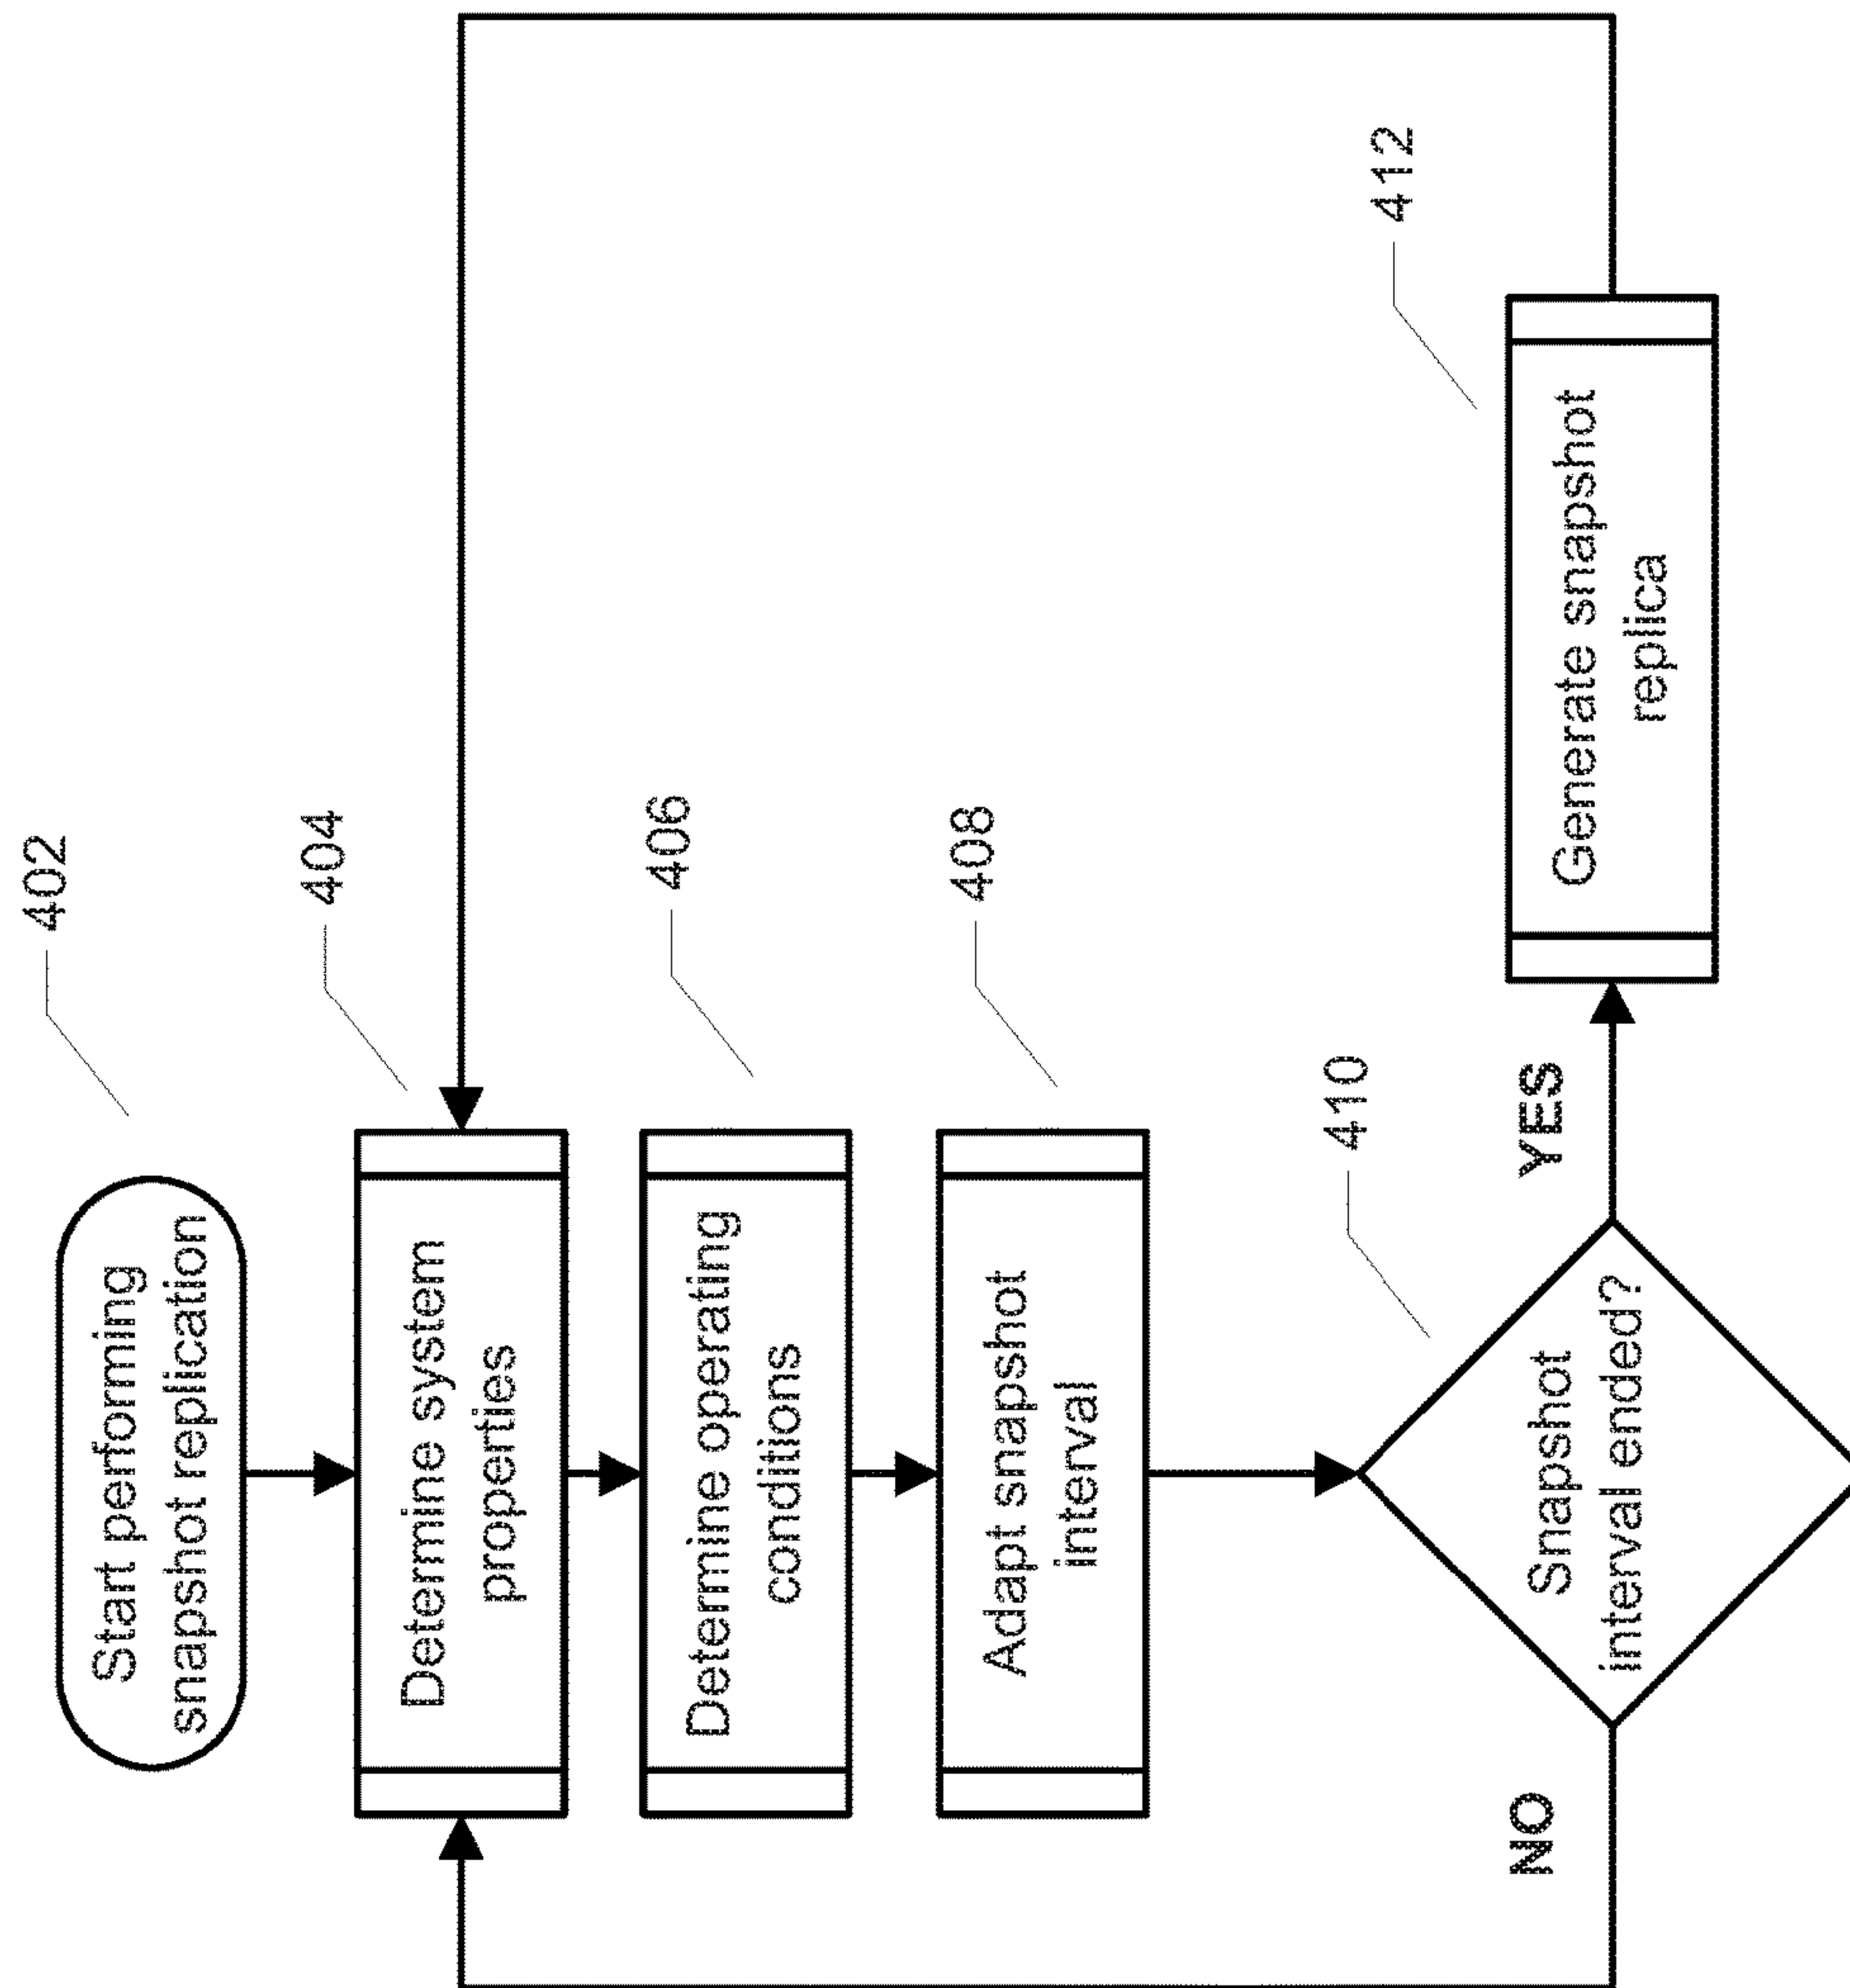 402
Start performing
snapshot replication
404
Determine system
properties
406
Determine operating
conditions
408
Adapt snapshot
interval
410
Snapshot
interval ended?
NO
YES
412
Generate snapshot
replica